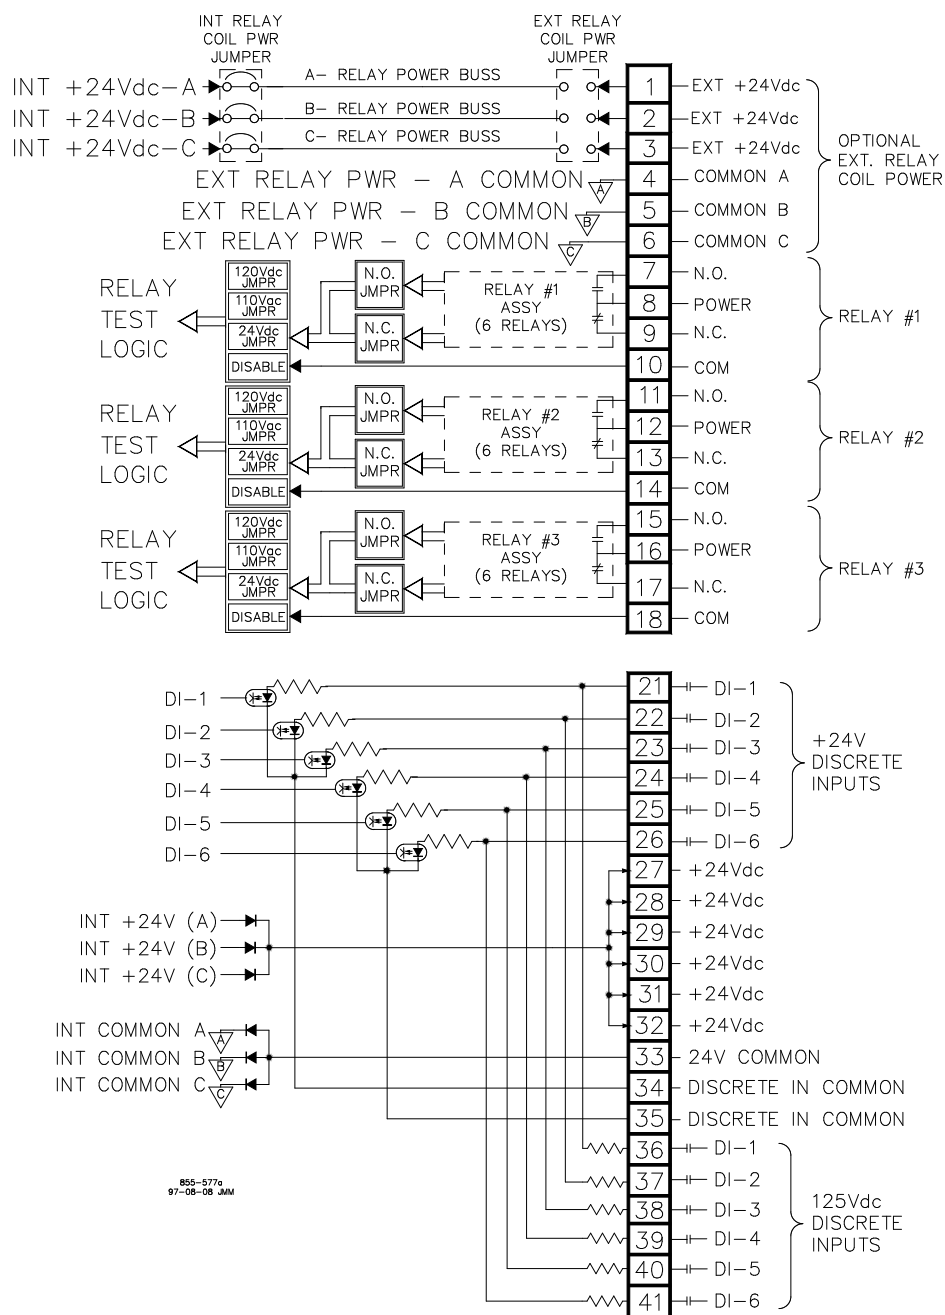 INT RELAY
COIL PWR
JUMPER
EXT RELAY
COIL PWR
JUMPER
INT +24Vdc-A
A- RELAY POWER BUSS
1
EXT +24Vdc
INT +24Vdc-B
B- RELAY POWER BUSS
2
EXT +24Vdc
INT +24Vdc-C
C- RELAY POWER BUSS
3
EXT +24Vdc
EXT RELAY PWR - A COMMON
A
4
COMMON A
EXT RELAY PWR - B COMMON
B
5
COMMON B
EXT RELAY PWR - C COMMON
C
6
COMMON C
OPTIONAL
EXT. RELAY
COIL POWER
RELAY
TEST
LOGIC
120Vdc
JMPR
110Vac
JMPR
24Vdc
JMPR
DISABLE
N.O.
JMPR
N.C.
JMPR
RELAY #1
ASSY
(6 RELAYS)
7
N.O.
8
POWER
9
N.C.
10
COM
RELAY #1
RELAY
TEST
LOGIC
120Vdc
JMPR
110Vac
JMPR
24Vdc
JMPR
DISABLE
N.O.
JMPR
N.C.
JMPR
RELAY #2
ASSY
(6 RELAYS)
11
N.O.
12
POWER
13
N.C.
14
COM
RELAY #2
RELAY
TEST
LOGIC
120Vdc
JMPR
110Vac
JMPR
24Vdc
JMPR
DISABLE
N.O.
JMPR
N.C.
JMPR
RELAY #3
ASSY
(6 RELAYS)
15
N.O.
16
POWER
17
N.C.
18
COM
RELAY #3
DI-1
DI-2
DI-3
DI-4
DI-5
DI-6
21
DI-1
22
DI-2
23
DI-3
24
DI-4
25
DI-5
26
DI-6
+24V
DISCRETE
INPUTS
27
+24Vdc
28
+24Vdc
29
+24Vdc
30
+24Vdc
31
+24Vdc
32
+24Vdc
INT +24V (A)
INT +24V (B)
INT +24V (C)
INT COMMON A
A
INT COMMON B
B
INT COMMON C
C
33
24V COMMON
34
DISCRETE IN COMMON
35
DISCRETE IN COMMON
36
DI-1
37
DI-2
38
DI-3
39
DI-4
40
DI-5
41
DI-6
125Vdc
DISCRETE
INPUTS
855-577a
97-08-08 JMM